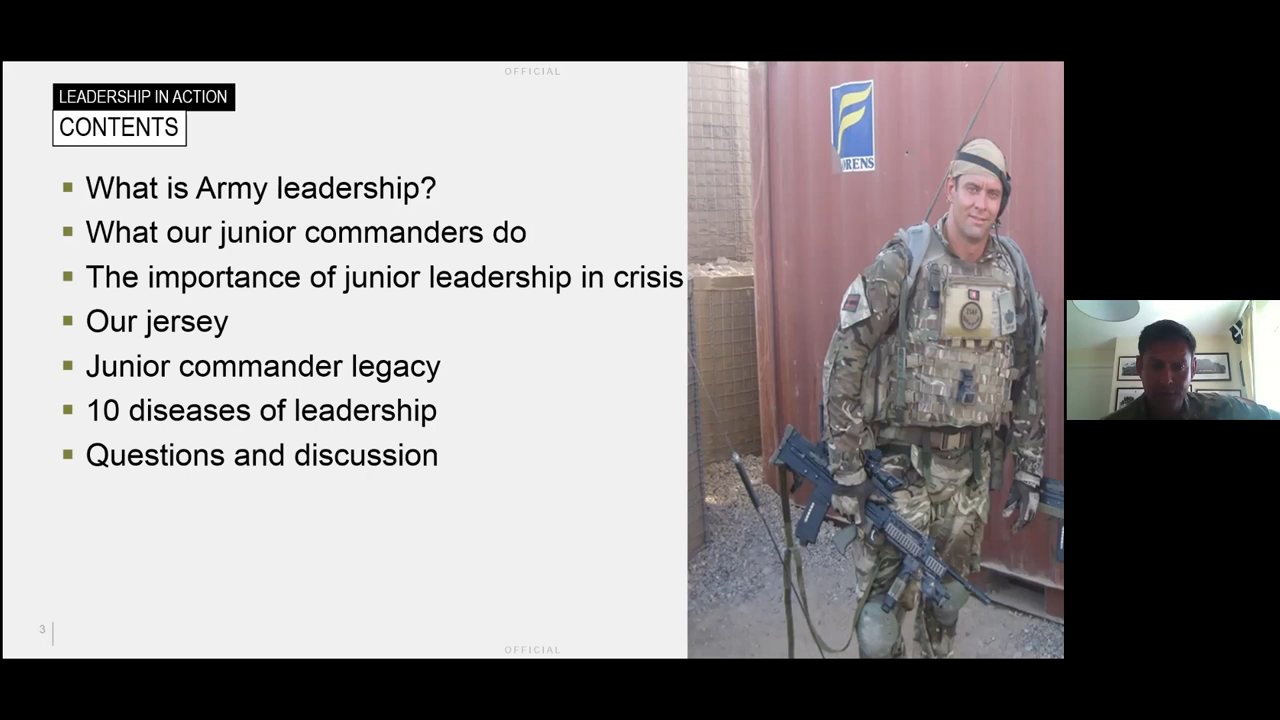 OFFICIAL
LEADERSHIP IN ACTION
CONTENTS
What is Army leadership?
What our junior commanders do
The importance of junior leadership in crisis
Our jersey
Junior commander legacy
10 diseases of leadership
Questions and discussion
3
OFFICIAL
ISAF